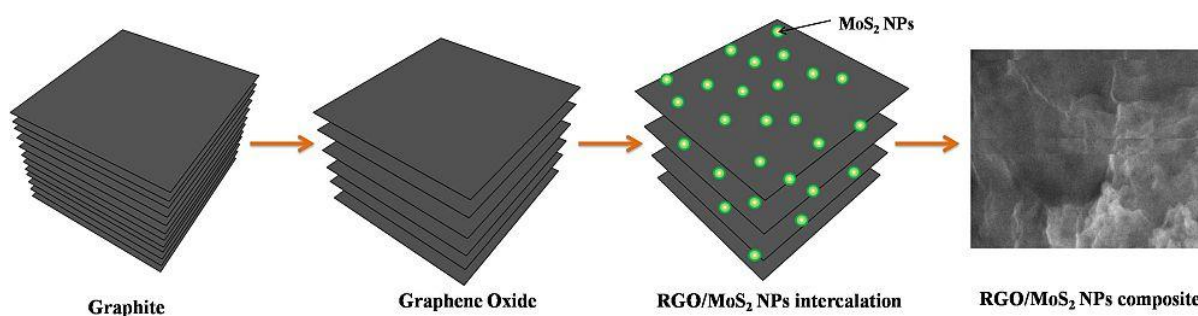 MoS₂ NPs
Graphite
Graphene Oxide
RGO/MoS₂ NPs intercalation
RGO/MoS₂ NPs composite